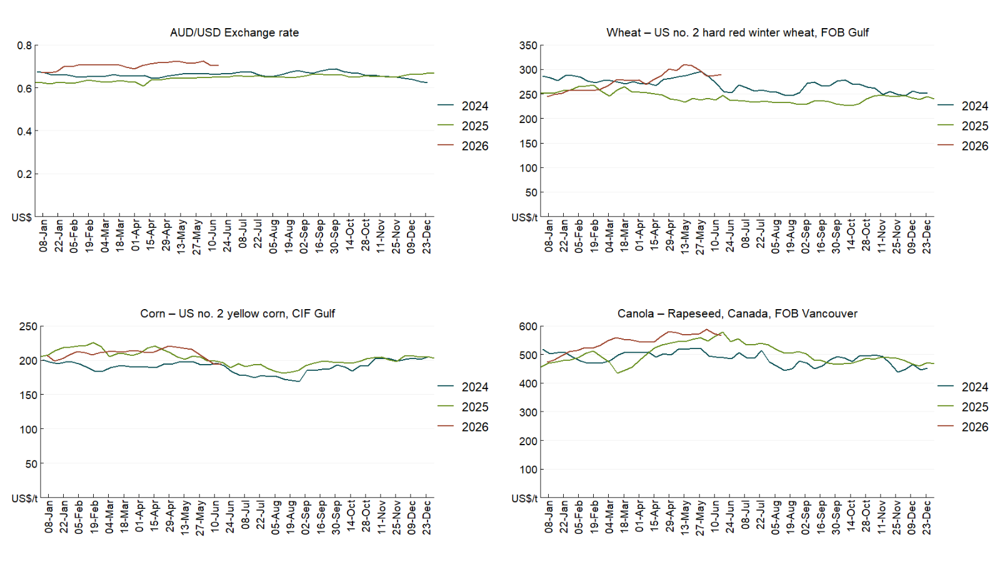 AUD/USD Exchange rate
0.8
0.6
0.4
0.2
US$
08-Jan
22-Jan
05-Feb
19-Feb
04-Mar
18-Mar
01-Apr
15-Apr
29-Apr
13-May
27-May
10-Jun
24-Jun
08-Jul
22-Jul
05-Aug
19-Aug
02-Sep
16-Sep
30-Sep
14-Oct
28-Oct
11-Nov
25-Nov
09-Dec
23-Dec
2024
2025
2026
Wheat – US no. 2 hard red winter wheat, FOB Gulf
350
300
250
200
150
100
50
US$/t
08-Jan
22-Jan
05-Feb
19-Feb
04-Mar
18-Mar
01-Apr
15-Apr
29-Apr
13-May
27-May
10-Jun
24-Jun
08-Jul
22-Jul
05-Aug
19-Aug
02-Sep
16-Sep
30-Sep
14-Oct
28-Oct
11-Nov
25-Nov
09-Dec
23-Dec
2024
2025
2026
Corn – US no. 2 yellow corn, CIF Gulf
250
200
150
100
50
US$/t
08-Jan
22-Jan
05-Feb
19-Feb
04-Mar
18-Mar
01-Apr
15-Apr
29-Apr
13-May
27-May
10-Jun
24-Jun
08-Jul
22-Jul
05-Aug
19-Aug
02-Sep
16-Sep
30-Sep
14-Oct
28-Oct
11-Nov
25-Nov
09-Dec
23-Dec
2024
2025
2026
Canola – Rapeseed, Canada, FOB Vancouver
600
500
400
300
200
100
US$/t
08-Jan
22-Jan
05-Feb
19-Feb
04-Mar
18-Mar
01-Apr
15-Apr
29-Apr
13-May
27-May
10-Jun
24-Jun
08-Jul
22-Jul
05-Aug
19-Aug
02-Sep
16-Sep
30-Sep
14-Oct
28-Oct
11-Nov
25-Nov
09-Dec
23-Dec
2024
2025
2026